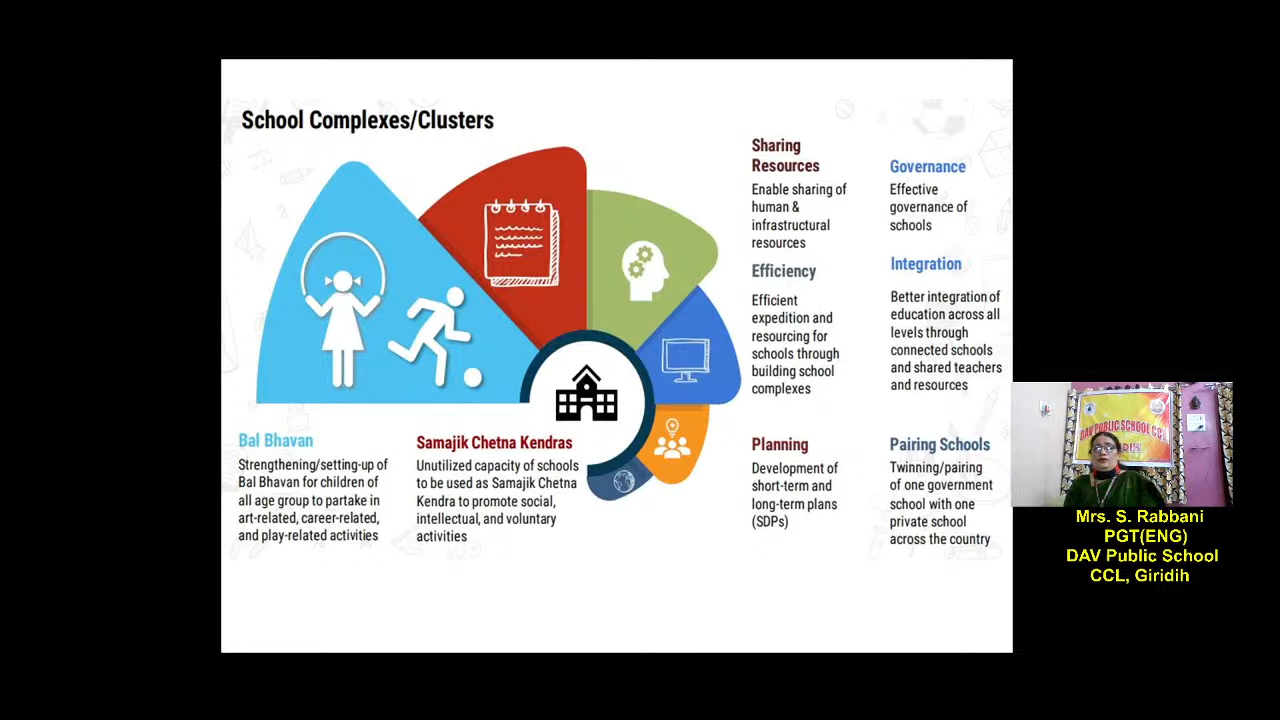 School Complexes/Clusters
Bal Bhavan
Strengthening/setting-up of
Bal Bhavan for children of
all age group to partake in
art-related, career-related,
and play-related activities
Samajik Chetna Kendras
Unutilized capacity of schools
to be used as Samajik Chetna
Kendra to promote social,
intellectual, and voluntary
activities
Sharing
Resources
Enable sharing of
human &
infrastructural
resources
Efficiency
Efficient
expedition and
resourcing for
schools through
building school
complexes
Planning
Development of
short-term and
long-term plans
(SDPs)
Governance
Effective
governance of
schools
Integration
Better integration of
education across all
levels through
connected schools
and shared teachers
and resources
Pairing Schools
Twinning/pairing
of one government
school with one
private school
across the country
DAV PUBLIC SCHOOL CCL
Mrs. S. Rabbani
PGT(ENG)
DAV Public School
CCL, Giridih